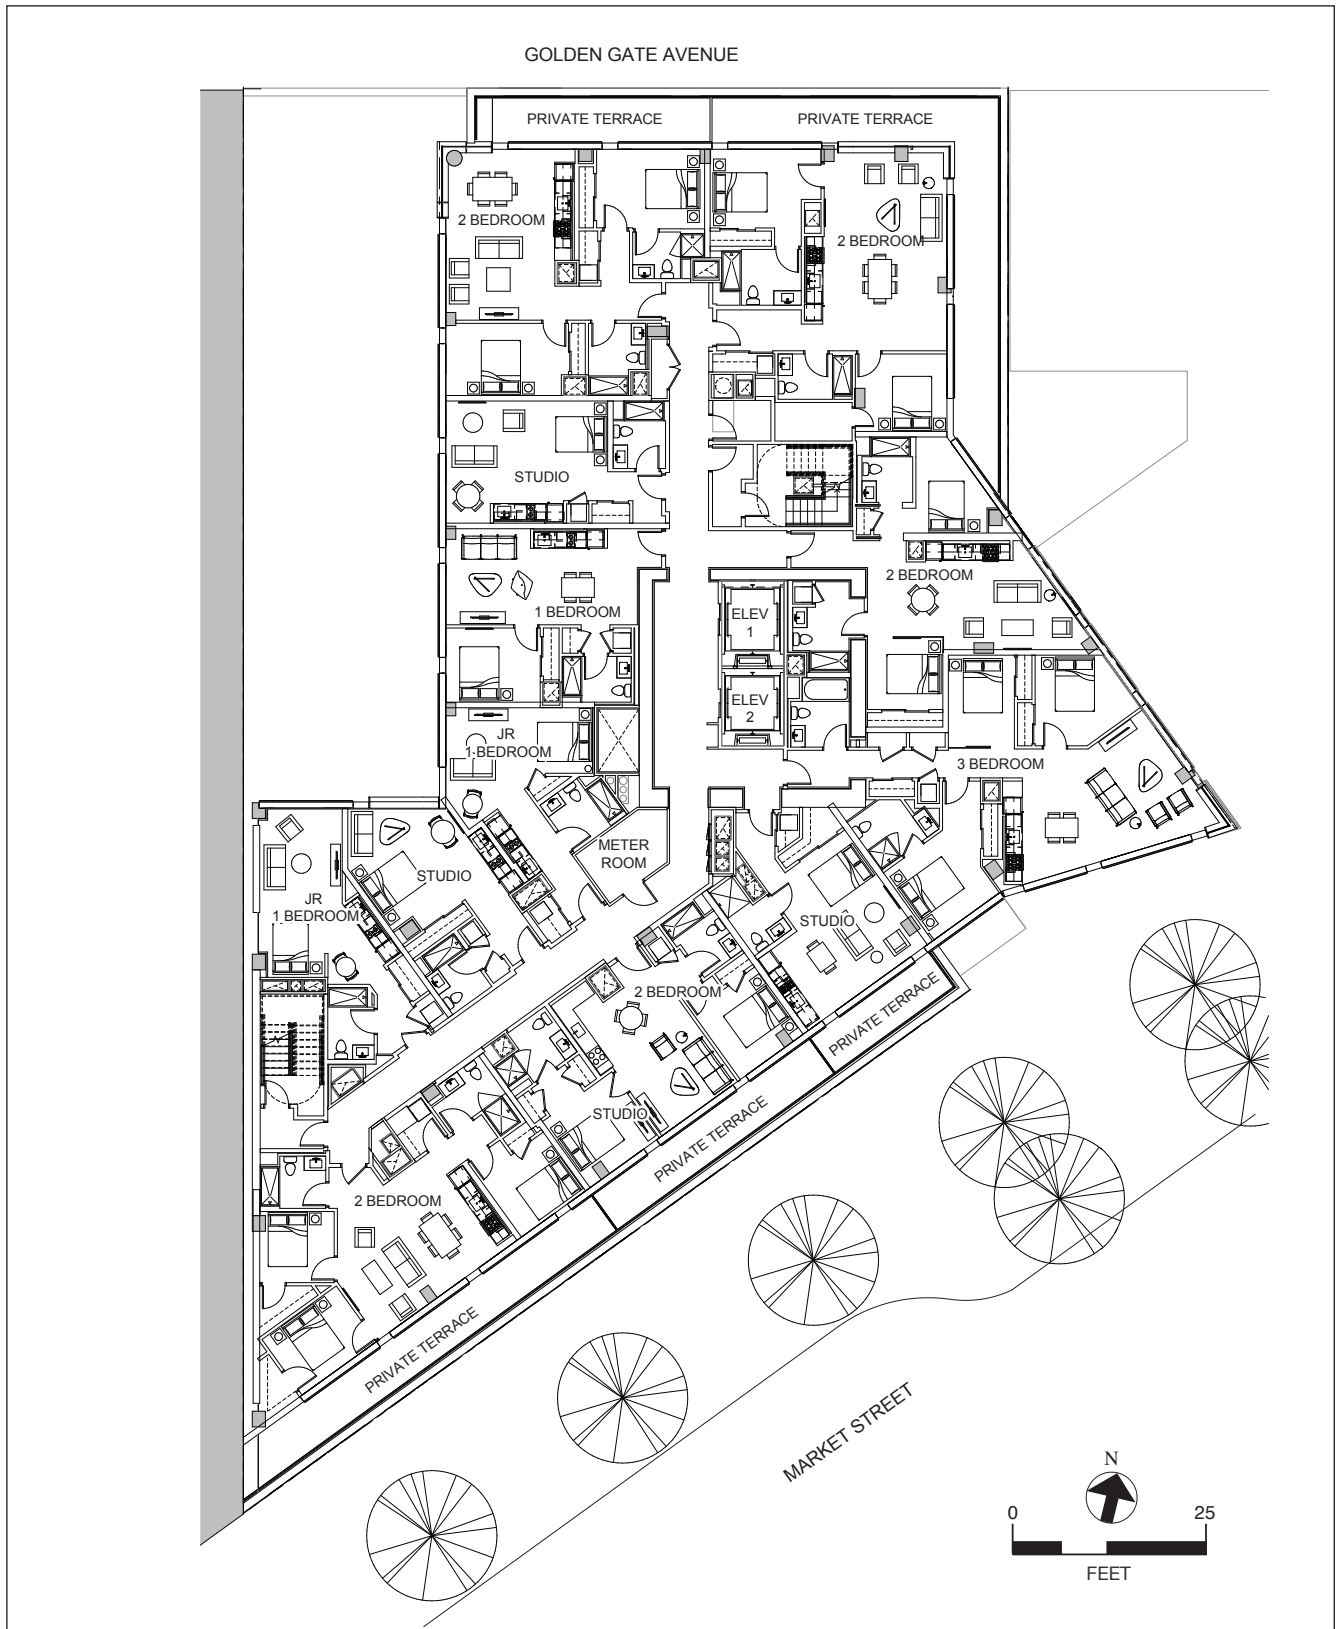 GOLDEN GATE AVENUE
PRIVATE TERRACE
PRIVATE TERRACE
2 BEDROOM
2 BEDROOM
STUDIO
2 BEDROOM
1 BEDROOM
ELEV
1
ELEV
2
JR
1 BEDROOM
3 BEDROOM
METER
ROOM
STUDIO
JR
1 BEDROOM
STUDIO
2 BEDROOM
PRIVATE TERRACE
STUDIO
PRIVATE TERRACE
2 BEDROOM
PRIVATE TERRACE
MARKET STREET
N
0 25
FEET